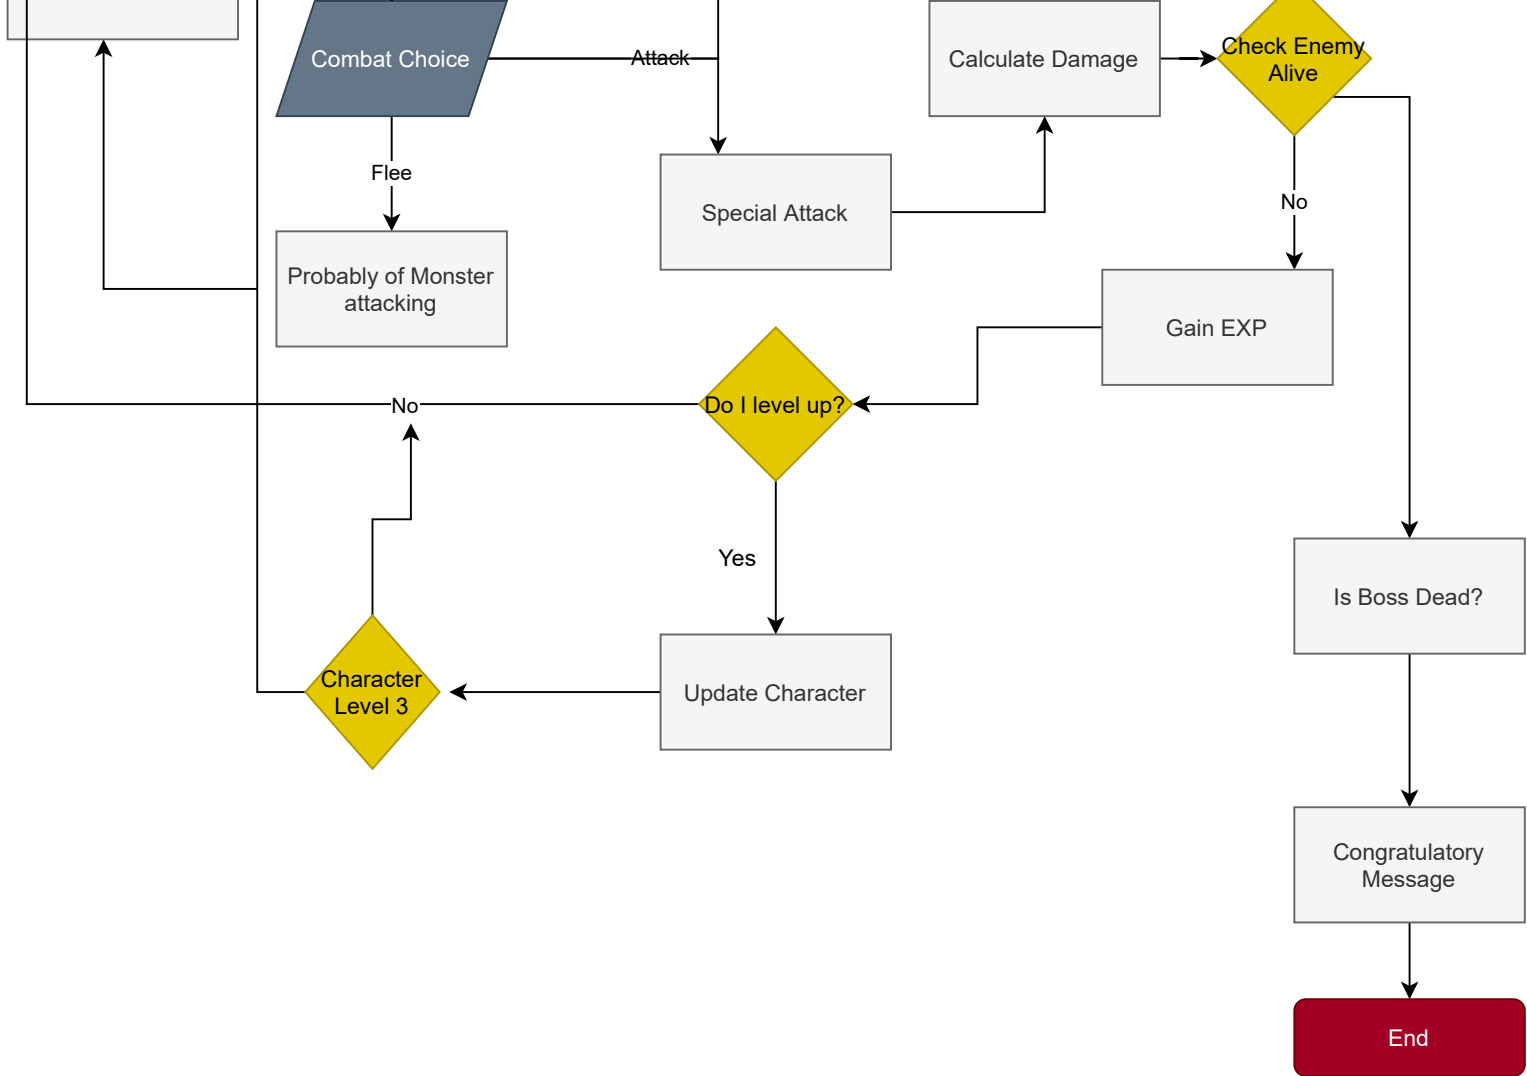 Combat Choice
Attack
Calculate Damage
Check Enemy
Alive
Flee
Special Attack
No
Probably of Monster
attacking
Gain EXP
Do I level up?
No
Yes
Is Boss Dead?
Character
Level 3
Update Character
Congratulatory
Message
End